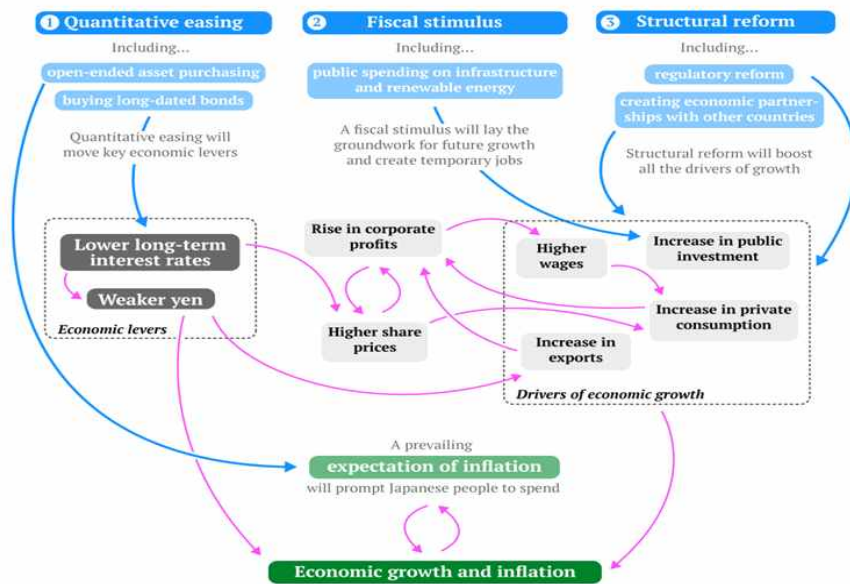 1 Quantitative easing
Including...
open-ended asset purchasing
buying long-dated bonds
Quantitative easing will
move key economic levers
2 Fiscal stimulus
Including...
public spending on infrastructure
and renewable energy
A fiscal stimulus will lay the
groundwork for future growth
and create temporary jobs
3 Structural reform
Including...
regulatory reform
creating economic partner-
ships with other countries
Structural reform will boost
all the drivers of growth
Lower long-term
interest rates
Weaker yen
Economic levers
Rise in corporate
profits
Higher share
prices
Higher
wages
Increase in public
investment
Increase in private
consumption
Increase in
exports
Drivers of economic growth
A prevailing
expectation of inflation
will prompt Japanese people to spend
Economic growth and inflation